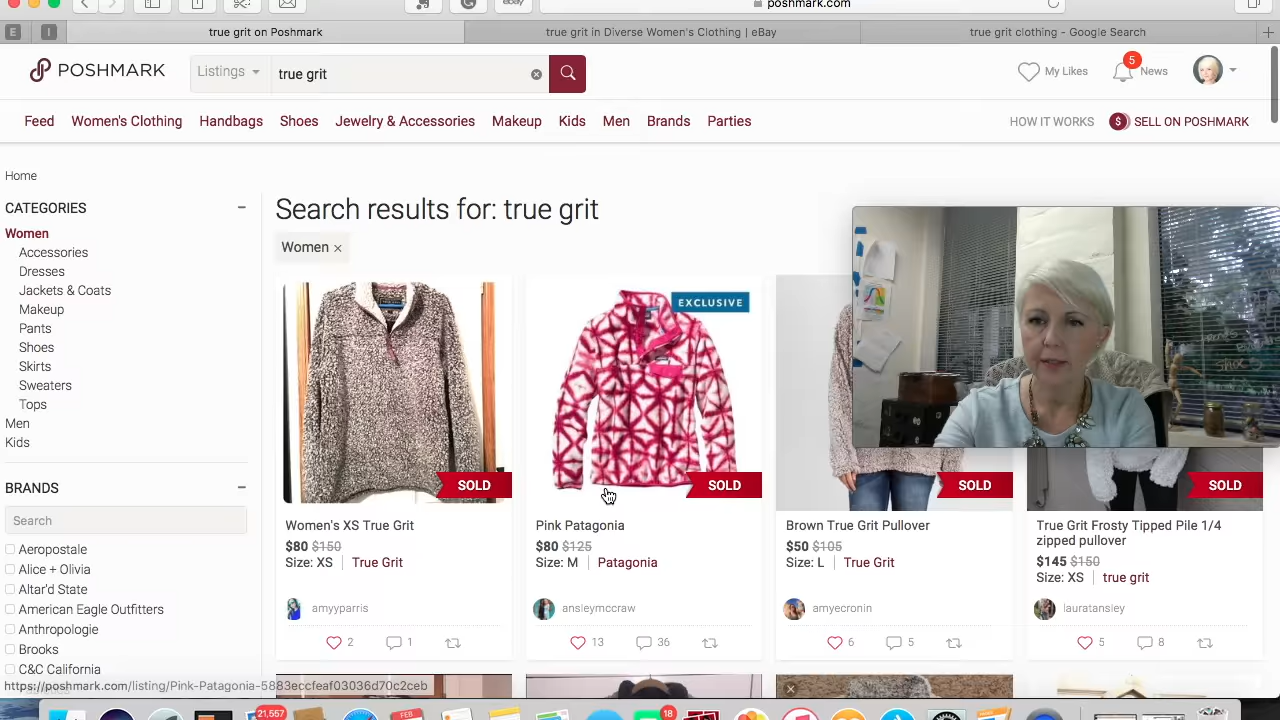 poshmark.com
ebay
E
I
true grit on Poshmark
true grit in Diverse Women's Clothing | eBay
true grit clothing - Google Search
POSHMARK
Listings
true grit
My Likes
5
News
Feed
Women's Clothing
Handbags
Shoes
Jewelry & Accessories
Makeup
Kids
Men
Brands
Parties
HOW IT WORKS
$
SELL ON POSHMARK
Home
CATEGORIES
Women
Accessories
Dresses
Jackets & Coats
Makeup
Pants
Shoes
Skirts
Sweaters
Tops
Men
Kids
BRANDS
Search
Aeropostale
Alice + Olivia
Altar'd State
American Eagle Outfitters
Anthropologie
Brooks
C&C California
https://poshmark.com/listing/Pink-Patagonia-5883eccfeaf03036d70c2ceb
Search results for: true grit
Women
SOLD
Women's XS True Grit
$80 $150
Size: XS
True Grit
amyyparris
2
1
EXCLUSIVE
SOLD
Pink Patagonia
$80 $125
Size: M
Patagonia
ansleymccraw
13
36
SOLD
Brown True Grit Pullover
$50 $105
Size: L
True Grit
amyecronin
6
5
SOLD
True Grit Frosty Tipped Pile 1/4
zipped pullover
$145 $150
Size: XS
true grit
lauratansley
5
8
21,557
FEB
18